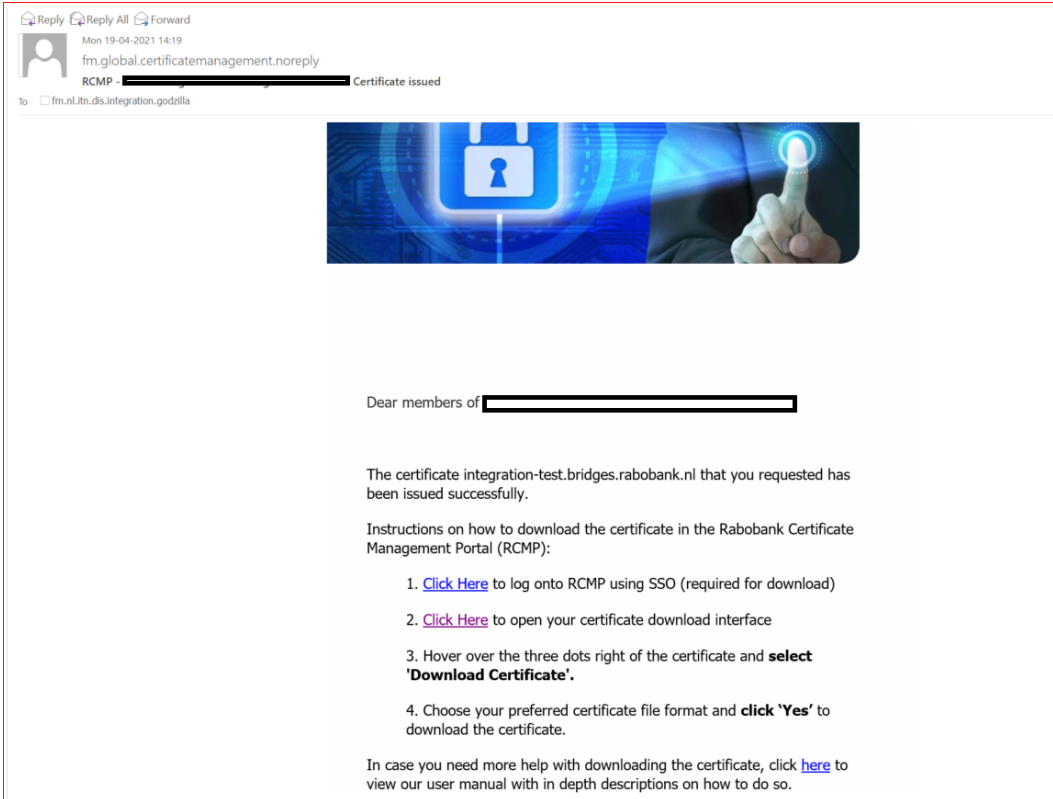 Reply Reply All Forward
Mon 19-04-2021 14:19
fm.global.certificatemanagement.noreply
RCMP - Certificate issued
To fm.nl.itn.dis.integration.godzilla
Dear members of
The certificate integration-test.bridges.rabobank.nl that you requested has
been issued successfully.
Instructions on how to download the certificate in the Rabobank Certificate
Management Portal (RCMP):
1. Click Here to log onto RCMP using SSO (required for download)
2. Click Here to open your certificate download interface
3. Hover over the three dots right of the certificate and select
'Download Certificate'.
4. Choose your preferred certificate file format and click ‘Yes’ to
download the certificate.
In case you need more help with downloading the certificate, click here to
view our user manual with in depth descriptions on how to do so.